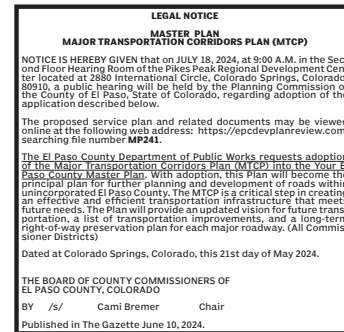 LEGAL NOTICE
MASTER PLAN
MAJOR TRANSPORTATION CORRIDORS PLAN (MTCP)
NOTICE IS HEREBY GIVEN that on JULY 18, 2024, at 9:00 A.M. in the Sec
ond Floor Hearing Room of the Pikes Peak Regional Development Cen
ter located at 2880 International Circle, Colorado Springs, Colorado
80910, a public hearing will be held by the Planning Commission o
the County of El Paso, State of Colorado, regarding adoption of the
application described below.
The proposed service plan and related documents may be viewed
online at the following web address: https://epcdevplanreview.com
searching file number MP241.
The El Paso County Department of Public Works requests adoption
of the Major Transportation Corridors Plan (MTCP) into the Your E
Paso County Master Plan. With adoption, this Plan will become the
principal plan for further planning and development of roads within
unincorporated El Paso County. The MTCP is a critical step in creating
an effective and efficient transportation infrastructure that meets
future needs. The Plan will provide an updated vision for future trans
portation, a list of transportation improvements, and a long-term
right-of-way preservation plan for each major roadway. (All Commis
sioner Districts)
Dated at Colorado Springs, Colorado, this 21st day of May 2024.
THE BOARD OF COUNTY COMMISSIONERS OF
EL PASO COUNTY, COLORADO
BY /s/ Cami Bremer Chair
Published in The Gazette June 10, 2024.